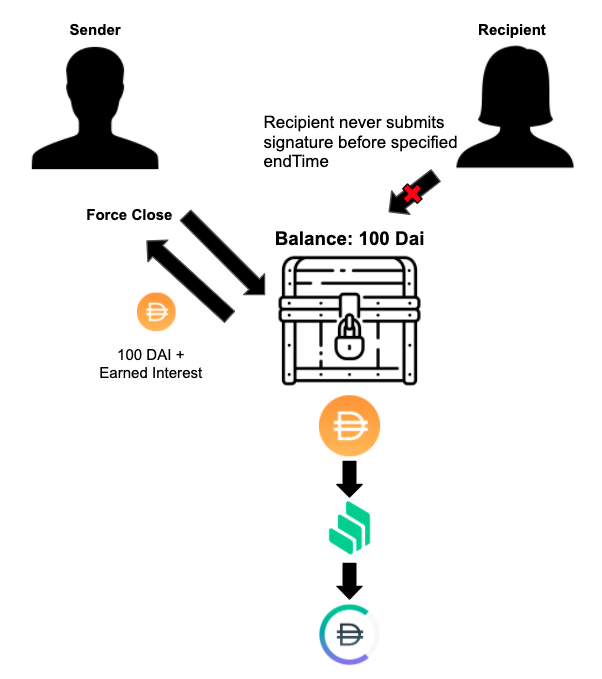 Sender
Recipient
Recipient never submits
signature before specified
endTime
Force Close
Balance: 100 Dai
100 DAI +
Earned Interest